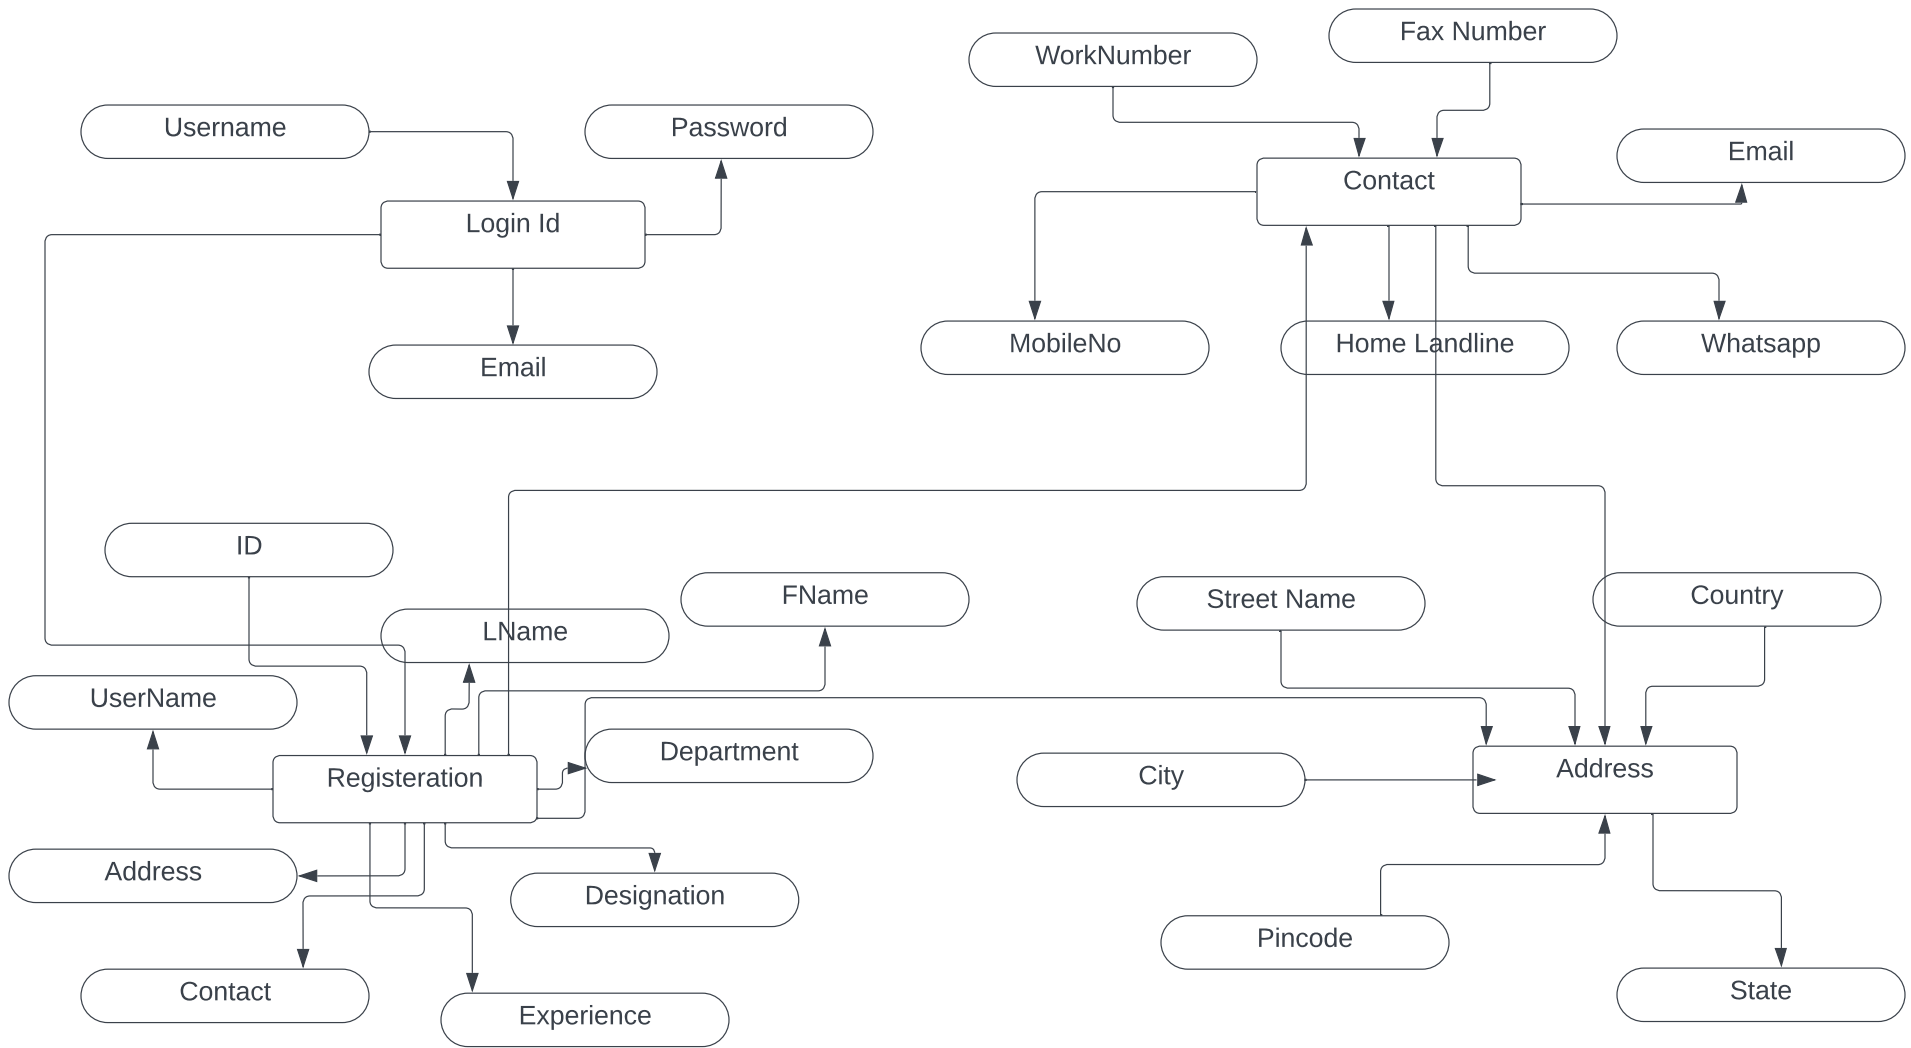 Fax Number
WorkNumber
Username
Password
Email
Contact
Login Id
MobileNo
Home Landline
Whatsapp
Email
ID
FName
Street Name
Country
LName
UserName
Department
Registeration
City
Address
Address
Designation
Pincode
Contact
State
Experience